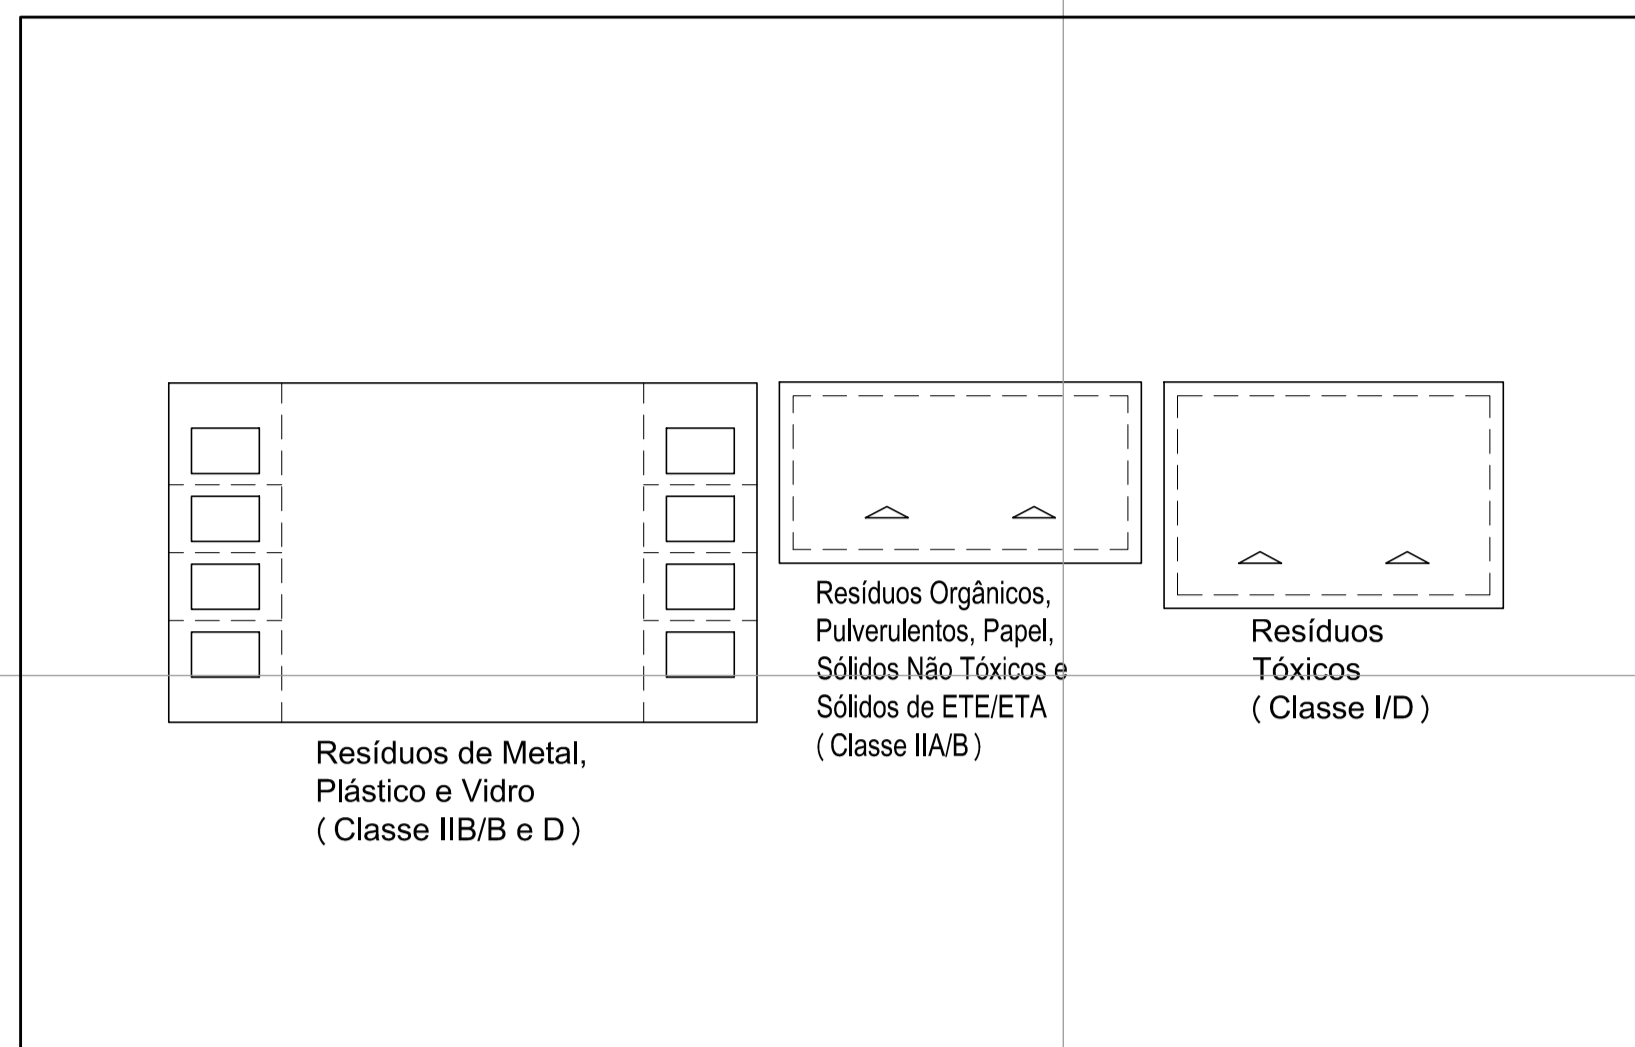 Resíduos de Metal,
Plástico e Vidro
( Classe IIB/B e D )
Resíduos Orgânicos,
Pulverulentos, Papel,
Sólidos Não Tóxicos e
Sólidos de ETE/ETA
( Classe IIA/B )
Resíduos
Tóxicos
( Classe I/D )